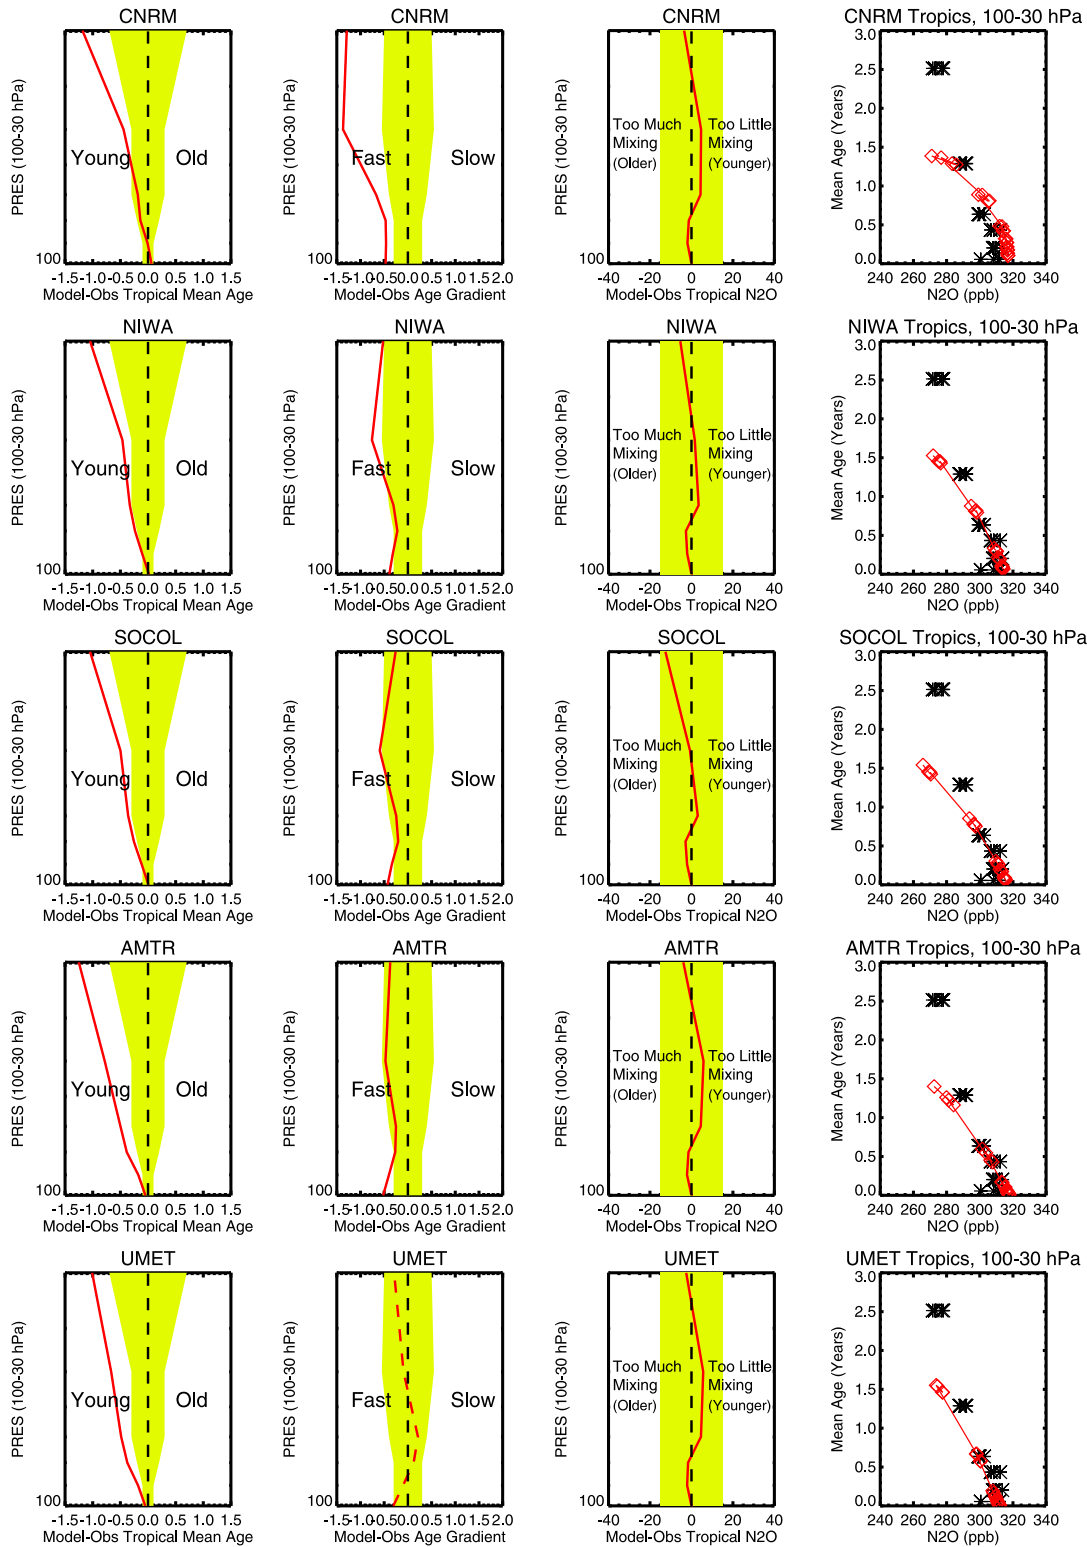 CNRM
CNRM
CNRM
CNRM Tropics, 100-30 hPa
PRES (100-30 hPa)
Young
Old
100
-1.5-1.0-0.5 0.0 0.5 1.0 1.5
Model-Obs Tropical Mean Age
PRES (100-30 hPa)
Fast
Slow
100
-1.5-1.0-0.50.0 0.5 1.0 1.52.0
Model-Obs Age Gradient
PRES (100-30 hPa)
Too Much
Mixing
(Older)
Too Little
Mixing
(Younger)
100
-40 -20 0 20 40
Model-Obs Tropical N2O
Mean Age (Years)
3.0
2.5
2.0
1.5
1.0
0.5
0.0
240 260 280 300 320 340
N2O (ppb)
NIWA
NIWA
NIWA
NIWA Tropics, 100-30 hPa
PRES (100-30 hPa)
Young
Old
100
-1.5-1.0-0.5 0.0 0.5 1.0 1.5
Model-Obs Tropical Mean Age
PRES (100-30 hPa)
Fast
Slow
100
-1.5-1.0-0.50.0 0.5 1.0 1.52.0
Model-Obs Age Gradient
PRES (100-30 hPa)
Too Much
Mixing
(Older)
Too Little
Mixing
(Younger)
100
-40 -20 0 20 40
Model-Obs Tropical N2O
Mean Age (Years)
3.0
2.5
2.0
1.5
1.0
0.5
0.0
240 260 280 300 320 340
N2O (ppb)
SOCOL
SOCOL
SOCOL
SOCOL Tropics, 100-30 hPa
PRES (100-30 hPa)
Young
Old
100
-1.5-1.0-0.5 0.0 0.5 1.0 1.5
Model-Obs Tropical Mean Age
PRES (100-30 hPa)
Fast
Slow
100
-1.5-1.0-0.50.0 0.5 1.0 1.52.0
Model-Obs Age Gradient
PRES (100-30 hPa)
Too Much
Mixing
(Older)
Too Little
Mixing
(Younger)
100
-40 -20 0 20 40
Model-Obs Tropical N2O
Mean Age (Years)
3.0
2.5
2.0
1.5
1.0
0.5
0.0
240 260 280 300 320 340
N2O (ppb)
AMTR
AMTR
AMTR
AMTR Tropics, 100-30 hPa
PRES (100-30 hPa)
Young
Old
100
-1.5-1.0-0.5 0.0 0.5 1.0 1.5
Model-Obs Tropical Mean Age
PRES (100-30 hPa)
Fast
Slow
100
-1.5-1.0-0.50.0 0.5 1.0 1.52.0
Model-Obs Age Gradient
PRES (100-30 hPa)
Too Much
Mixing
(Older)
Too Little
Mixing
(Younger)
100
-40 -20 0 20 40
Model-Obs Tropical N2O
Mean Age (Years)
3.0
2.5
2.0
1.5
1.0
0.5
0.0
240 260 280 300 320 340
N2O (ppb)
UMET
UMET
UMET
UMET Tropics, 100-30 hPa
PRES (100-30 hPa)
Young
Old
100
-1.5-1.0-0.5 0.0 0.5 1.0 1.5
Model-Obs Tropical Mean Age
PRES (100-30 hPa)
Fast
Slow
100
-1.5-1.0-0.50.0 0.5 1.0 1.52.0
Model-Obs Age Gradient
PRES (100-30 hPa)
Too Much
Mixing
(Older)
Too Little
Mixing
(Younger)
100
-40 -20 0 20 40
Model-Obs Tropical N2O
Mean Age (Years)
3.0
2.5
2.0
1.5
1.0
0.5
0.0
240 260 280 300 320 340
N2O (ppb)